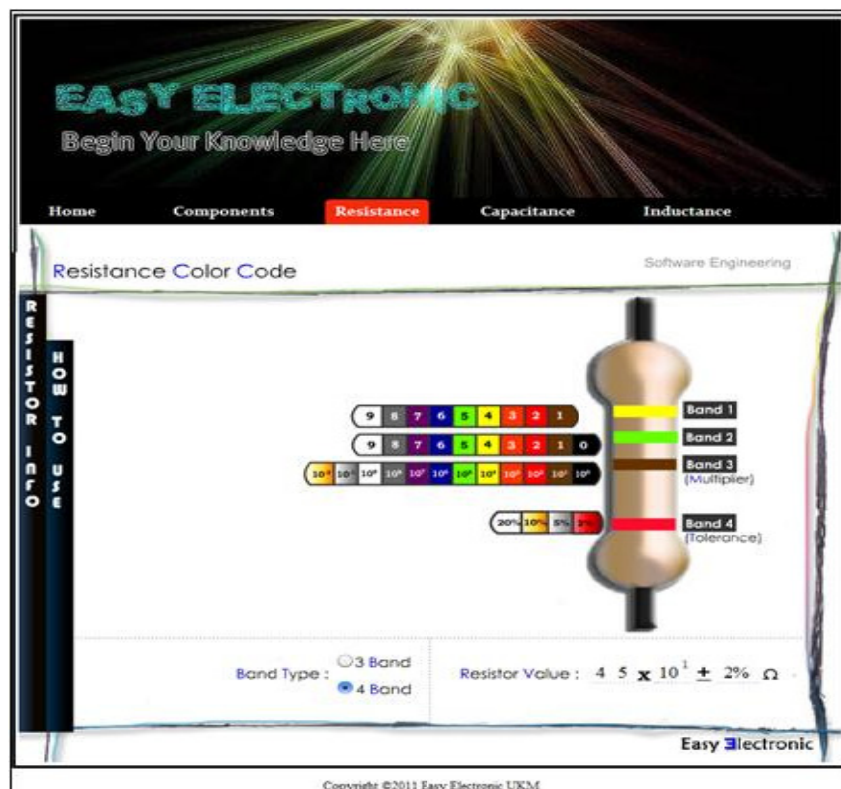 EASY ELECTRONIC
Begin Your Knowledge Here
Home Components Resistance Capacitance Inductance
Resistance Color Code
Software Engineering
RESISTOR INFO
HOW TO USE
9 8 7 6 5 4 3 2 1
Band 1
9 8 7 6 5 4 3 2 1 0
Band 2
Band 3
(Multiplier)
20% 10% 5% 2%
Band 4
(Tolerance)
Band Type : 3 Band
4 Band
Resistor Value : 4 5 x 10¹ ± 2% Ω
Easy Electronic
Copyright ©2011 Easy Electronic UKM